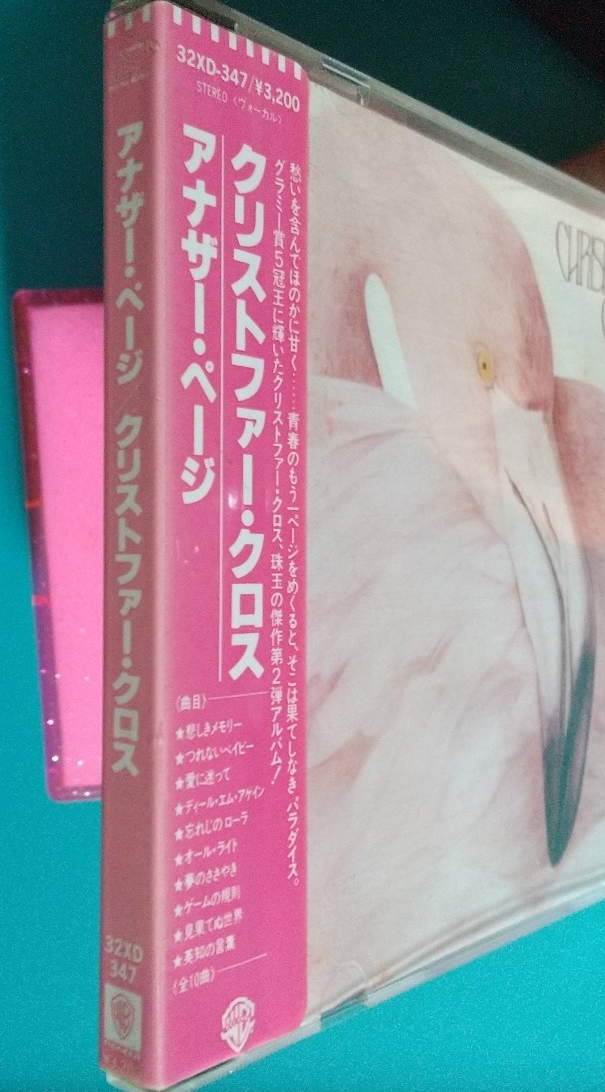 32XD-347/¥3,200
STEREO〈ヴォーカル〉
愁いを含んでほのかに甘く……青春のもう一ページをめくると、そこは果てしなき“パラダイス。
グラミー賞5冠王に輝いたクリストファー・クロス、珠玉の傑作第2弾アルバム!
クリストファー・クロス
アナザー・ページ
〈曲目〉
★悲しきメモリー
★つれないベイビー
★愛に迷って
★ディール・エム・アゲイン
★忘れじのローラ
★オール・ライト
★夢のささやき
★ゲームの規則
★見果てぬ世界
★英知の言葉
〈全10曲〉
アナザー・ページ/クリストファー・クロス
32XD
347